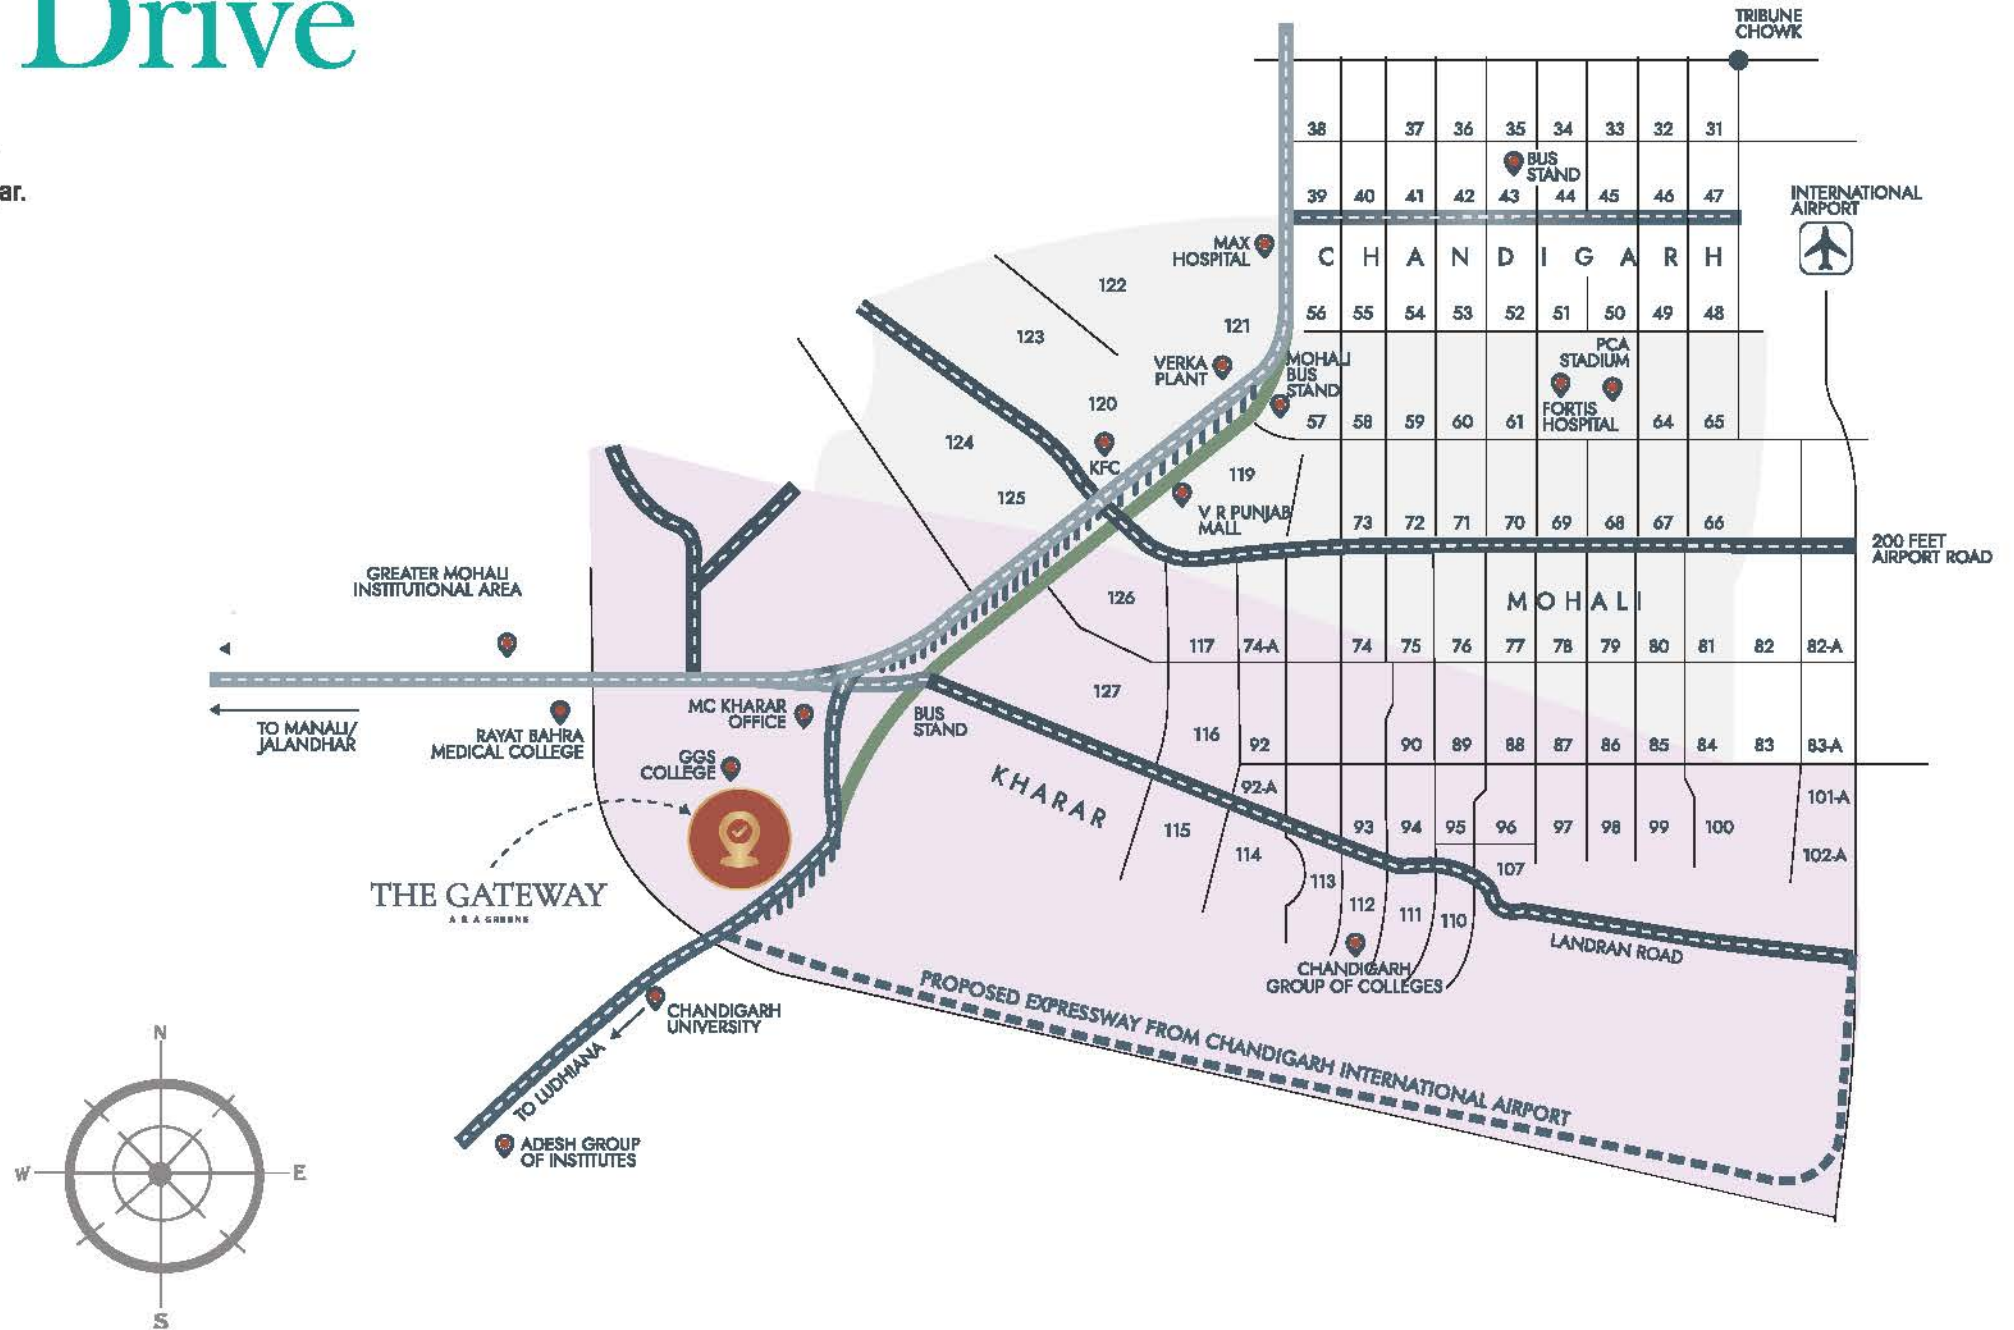 Drive
ar.
TRIBUNE
CHOWK
38 37 36 35 34 33 32 31
BUS
STAND
39 40 41 42 43 44 45 46 47
INTERNATIONAL
AIRPORT
MAX
HOSPITAL
CHANDIGARH
122
56 55 54 53 52 51 50 49 48
121
123
PCA
STADIUM
VERKA
PLANT
MOHALI
BUS
STAND
120
FORTIS
HOSPITAL
57 58 59 60 61 64 65
124
KFC
119
125
V R PUNJAB
MALL
73 72 71 70 69 68 67 66
200 FEET
AIRPORT ROAD
GREATER MOHALI
INSTITUTIONAL AREA
126
MOHALI
117 74-A 74 75 76 77 78 79 80 81 82 82-A
127
MC KHARAR
OFFICE
BUS
STAND
TO MANALI/
JALANDHAR
RAYAT BAHRA
MEDICAL COLLEGE
116 92 90 89 88 87 86 85 84 83 83-A
GGS
COLLEGE
KHARAR
92-A
101-A
115
93 94 95 96 97 98 99 100
114
102-A
107
113
THE GATEWAY
112 111 110
LANDRAN ROAD
CHANDIGARH
GROUP OF COLLEGES
PROPOSED EXPRESSWAY FROM CHANDIGARH INTERNATIONAL AIRPORT
CHANDIGARH
UNIVERSITY
TO LUDHIANA
ADESH GROUP
OF INSTITUTES
N
W E
S